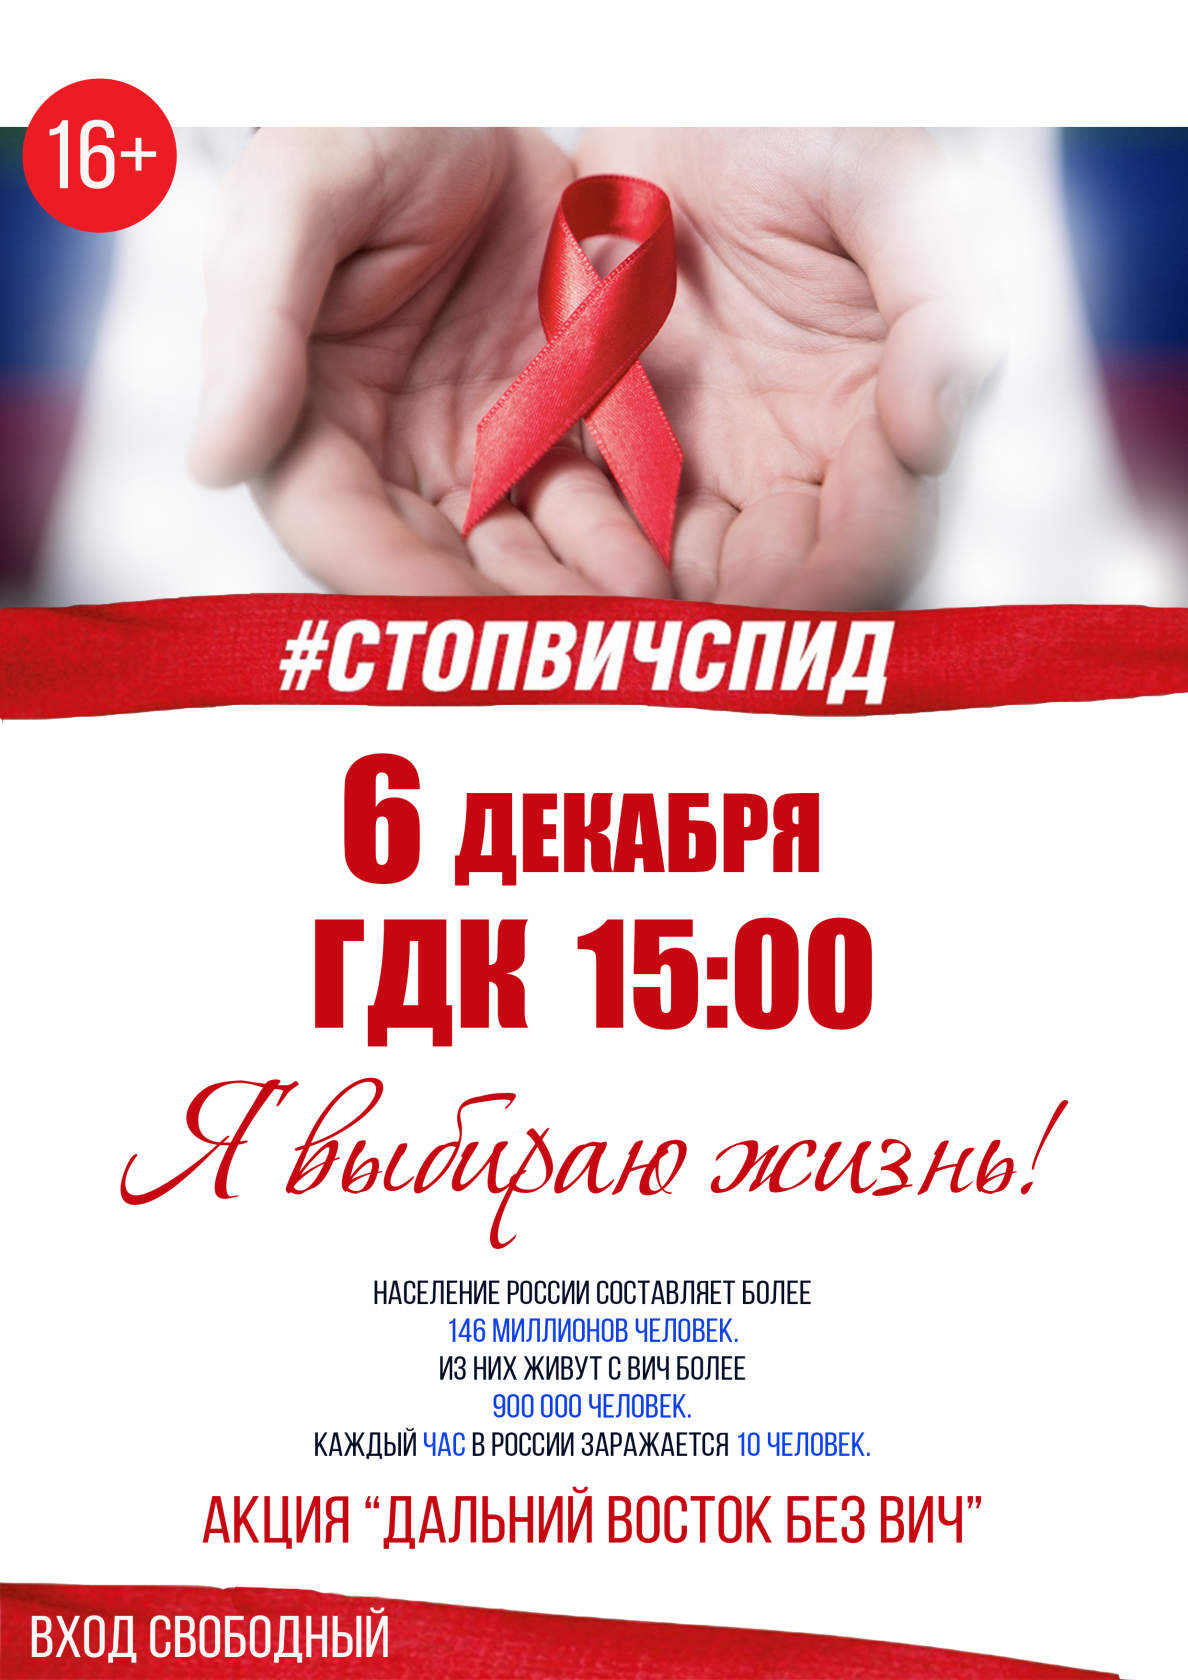 16+
#СТОПВИЧСПИД
6 ДЕКАБРЯ
ГДК 15:00
Я выбираю жизнь!
НАСЕЛЕНИЕ РОССИИ СОСТАВЛЯЕТ БОЛЕЕ
146 МИЛЛИОНОВ ЧЕЛОВЕК.
ИЗ НИХ ЖИВУТ С ВИЧ БОЛЕЕ
900 000 ЧЕЛОВЕК.
КАЖДЫЙ ЧАС В РОССИИ ЗАРАЖАЕТСЯ 10 ЧЕЛОВЕК.
АКЦИЯ “ДАЛЬНИЙ ВОСТОК БЕЗ ВИЧ”
ВХОД СВОБОДНЫЙ